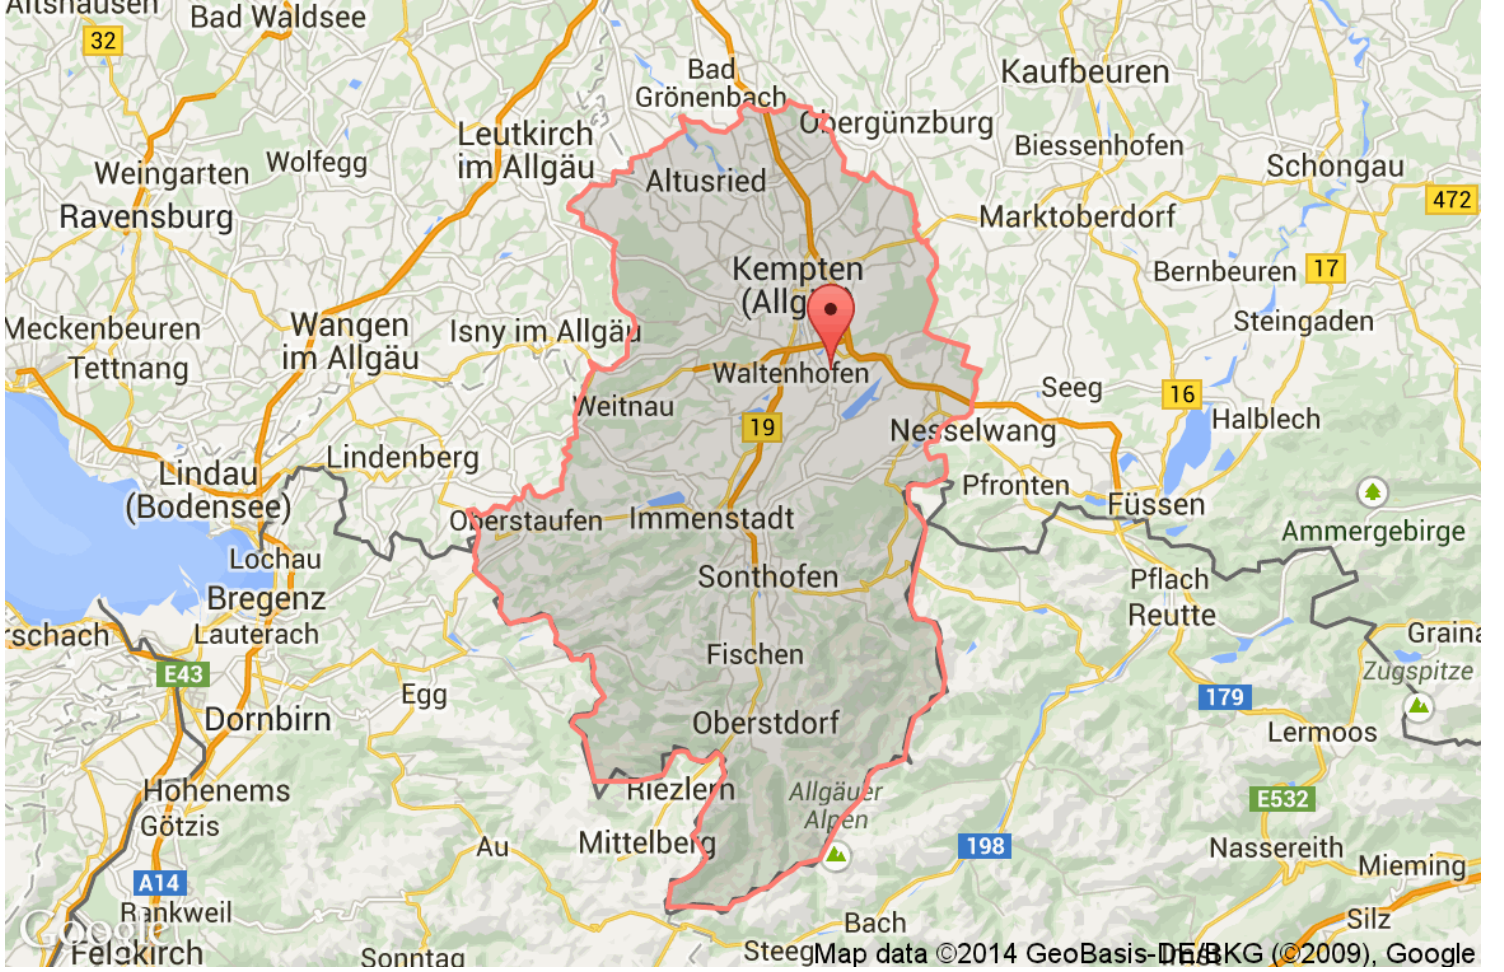 Altshausen
Bad Waldsee
32
Bad
Grönenbach
Kaufbeuren
Obergünzburg
Leutkirch
im Allgäu
Biessenhofen
Schongau
Weingarten
Wolfegg
Altusried
472
Ravensburg
Marktoberdorf
Kempten
(Allg
Bernbeuren
17
Meckenbeuren
Wangen
im Allgäu
Isny im Allgäu
Steingaden
Tettnang
Waltenhofen
Seeg
16
Weitnau
Halblech
19
Nesselwang
Lindau
(Bodensee)
Lindenberg
Pfronten
Füssen
Oberstaufen
Immenstadt
Ammergebirge
Lochau
Sonthofen
Pflach
Reutte
Bregenz
rschach
Lauterach
Graina
Fischen
Zugspitze
E43
Egg
179
Dornbirn
Oberstdorf
Lermoos
Hohenems
Riezlern
Allgäuer
Alpen
E532
Götzis
Mittelberg
Au
198
Nassereith
Mieming
A14
Rankweil
Google
Bach
Silz
Feldkirch
Sonntag
Steeg
Map data ©2014 GeoBasis-DE/BKG (©2009), Google